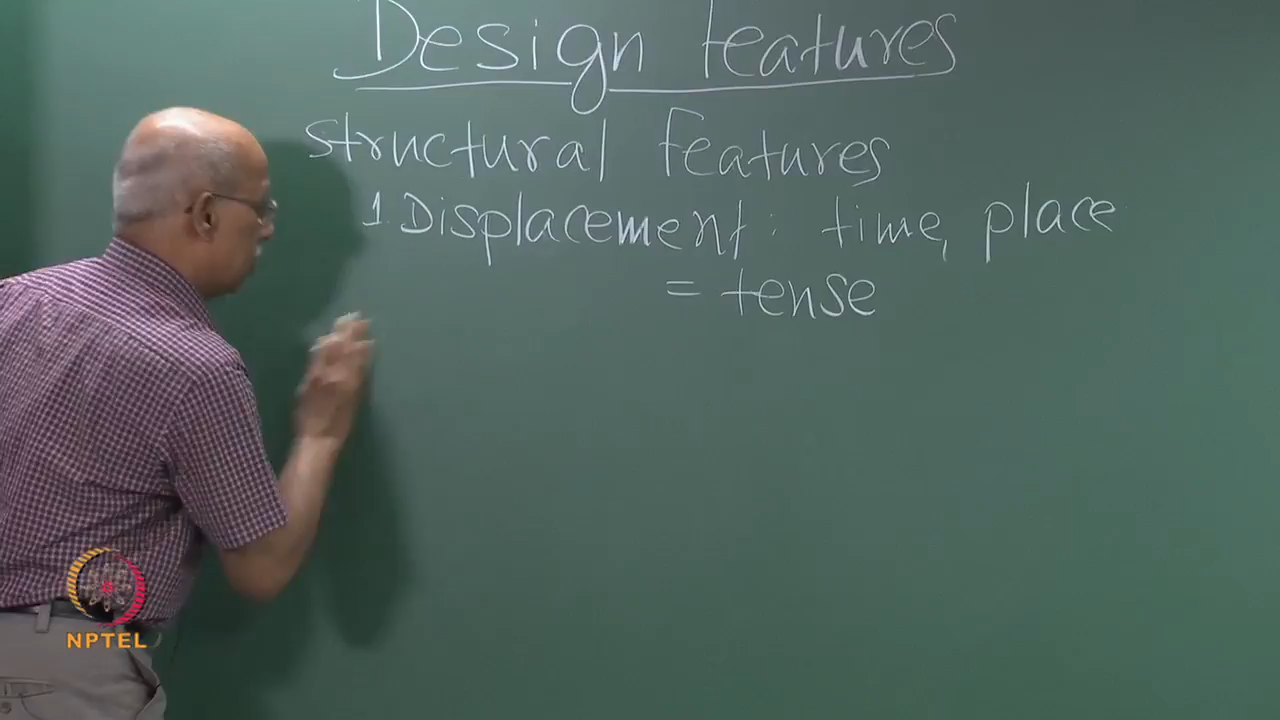 Design features
Structural features
1. Displacement: time, place
= tense
NPTEL